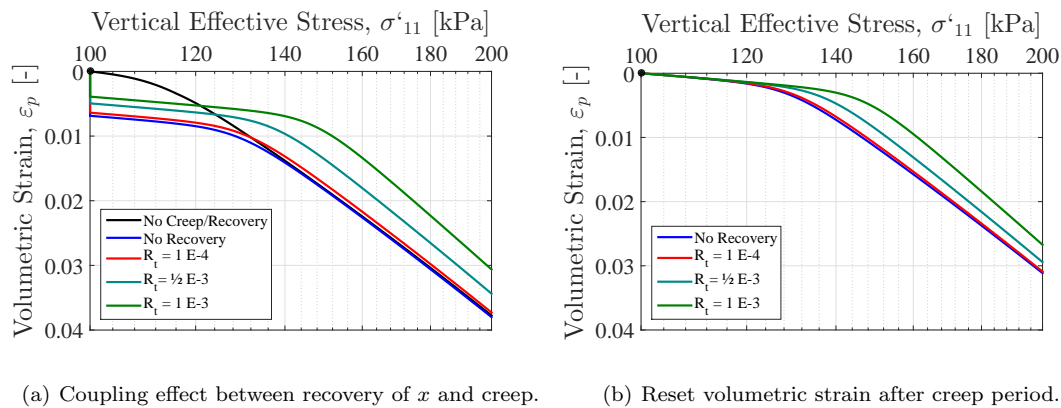 Vertical Effective Stress, σ‘₁₁ [kPa]
100 120 140 160 180 200
Volumetric Strain, εₚ [-]
0
0.01
0.02
0.03
0.04
No Creep/Recovery
No Recovery
Rₜ = 1 E-4
Rₜ= ½ E-3
Rₜ = 1 E-3
(a) Coupling effect between recovery of x and creep.
Vertical Effective Stress, σ‘₁₁ [kPa]
100 120 140 160 180 200
Volumetric Strain, εₚ [-]
0
0.01
0.02
0.03
0.04
No Recovery
Rₜ = 1 E-4
Rₜ = ½ E-3
Rₜ = 1 E-3
(b) Reset volumetric strain after creep period.